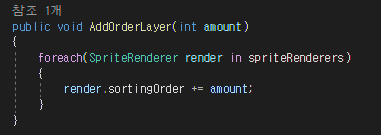 참조 1개
public void AddOrderLayer(int amount)
{
foreach(SpriteRenderer render in spriteRenderers)
{
render.sortingOrder += amount;
}
}